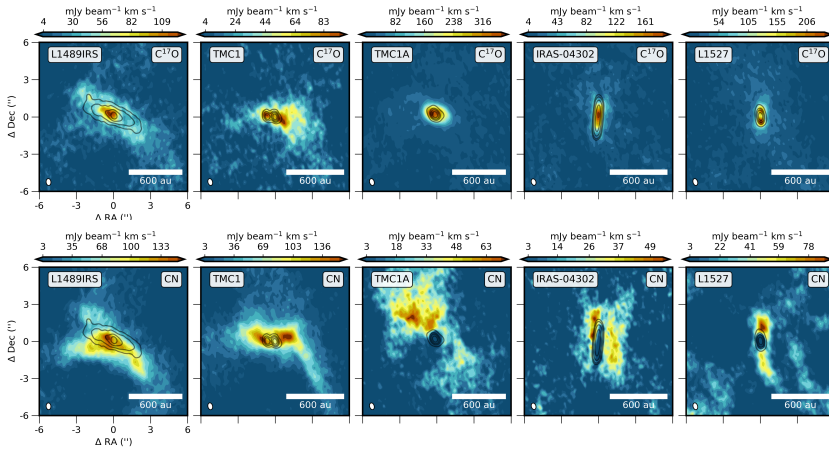 mJy beam⁻¹ km s⁻¹ mJy beam⁻¹ km s⁻¹ mJy beam⁻¹ km s⁻¹ mJy beam⁻¹ km s⁻¹ mJy beam⁻¹ km s⁻¹
4 39 74 109 4 24 44 63 83 82 160 238 316 4 43 82 122 161 54 105 155 206
6 L1489IRS C¹⁷O TMC1 C¹⁷O TMC1A C¹⁷O IRAS-04302 C¹⁷O L1527 C¹⁷O
3
Δ Dec ('') 0
-3
600 au 600 au 600 au 600 au 600 au
-6
-6 -3 0 3 6
Δ RA ('')
mJy beam⁻¹ km s⁻¹ mJy beam⁻¹ km s⁻¹ mJy beam⁻¹ km s⁻¹ mJy beam⁻¹ km s⁻¹ mJy beam⁻¹ km s⁻¹
3 35 68 100 133 3 36 69 103 136 3 18 33 48 63 3 14 26 37 49 3 22 41 59 78
6 L1489IRS CN TMC1 CN TMC1A CN IRAS-04302 CN L1527 CN
3
Δ Dec ('') 0
-3
600 au 600 au 600 au 600 au 600 au
-6
-6 -3 0 3 6
Δ RA ('')